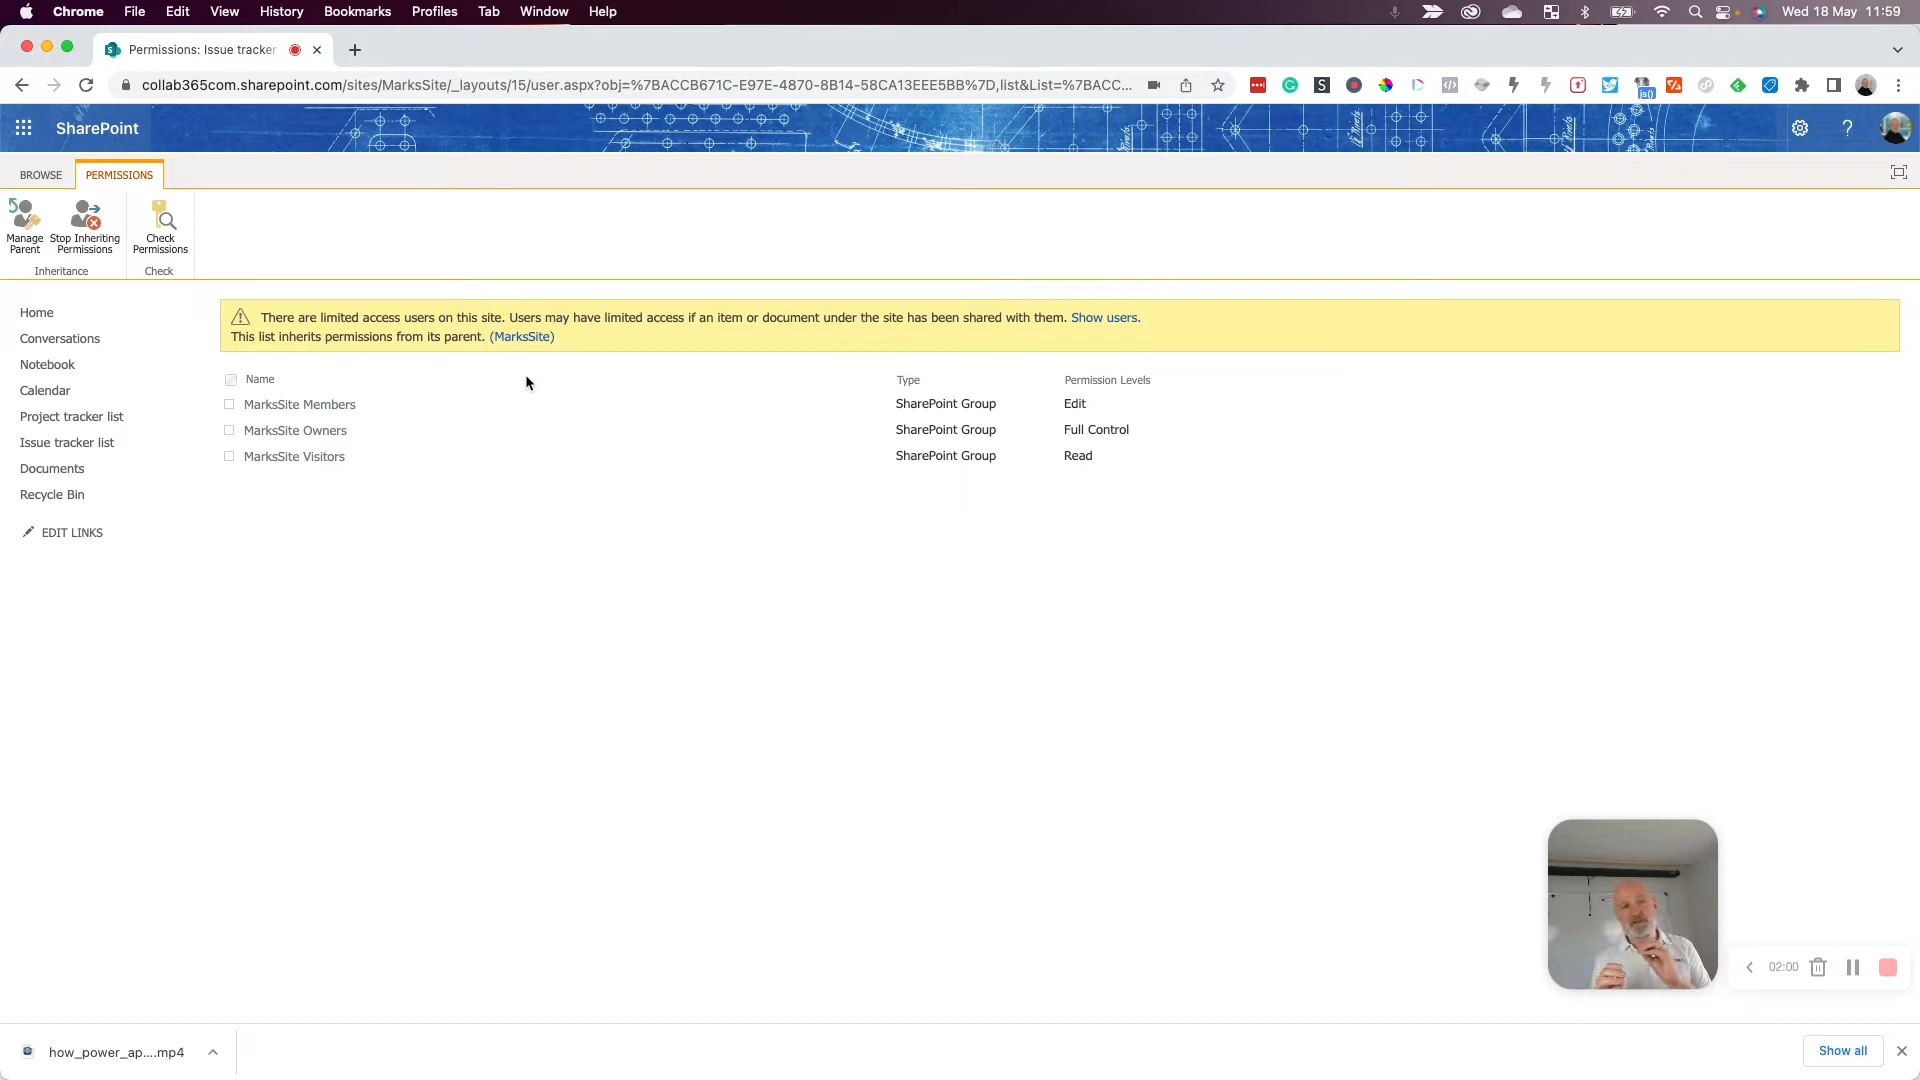 Chrome File Edit View History Bookmarks Profiles Tab Window Help Wed 18 May 11:59
Permissions: Issue tracker
collab365com.sharepoint.com/sites/MarksSite/_layouts/15/user.aspx?obj=%7BACCB671C-E97E-4870-8B14-58CA13EEE5BB%7D,list&List=%7BACC...
SharePoint
BROWSE PERMISSIONS
Manage Parent
Stop Inheriting Permissions
Check Permissions
Inheritance Check
Home
Conversations
Notebook
Calendar
Project tracker list
Issue tracker list
Documents
Recycle Bin
EDIT LINKS
There are limited access users on this site. Users may have limited access if an item or document under the site has been shared with them. Show users.
This list inherits permissions from its parent. (MarksSite)
Name Type Permission Levels
MarksSite Members SharePoint Group Edit
MarksSite Owners SharePoint Group Full Control
MarksSite Visitors SharePoint Group Read
02:00
how_power_ap....mp4
Show all